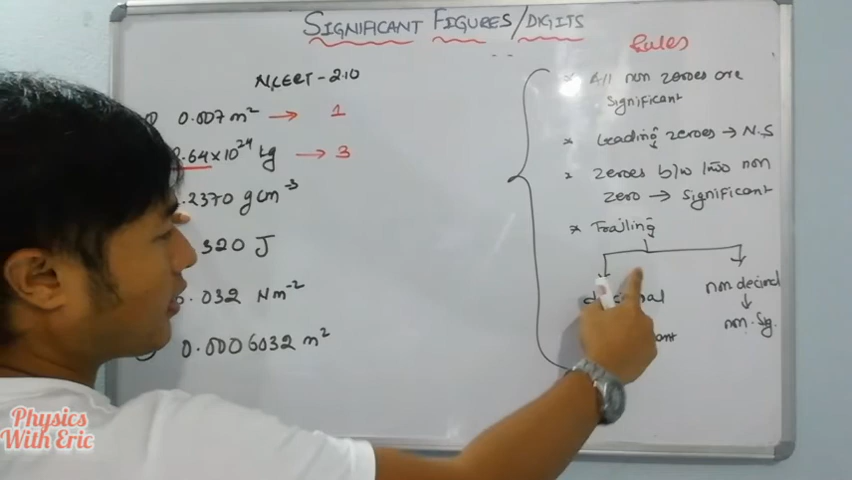 SIGNIFICANT FIGURES/DIGITS
Rules
NCERT-2.10
0.007 m² → 1
.64 x 10²⁴ kg → 3
.2370 g cm⁻³
320 J
0.032 Nm⁻²
0.0006032 m²
* All non zeroes are
significant
* Leading zeroes → N.S
* zeroes b/w two non
zero → significant
* Trailing
non decimal
↓
non. Sig.
Physics
With Eric